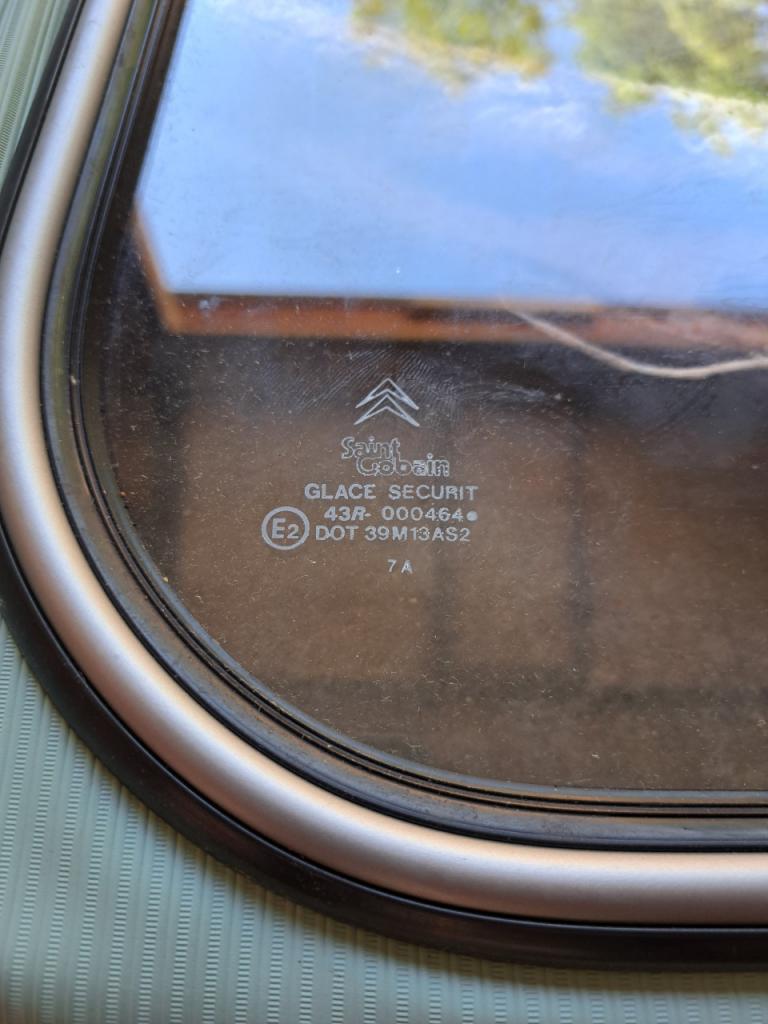 Saint
Gobain
GLACE SECURIT
43R- 000464
E2
DOT 39M13AS2
7A